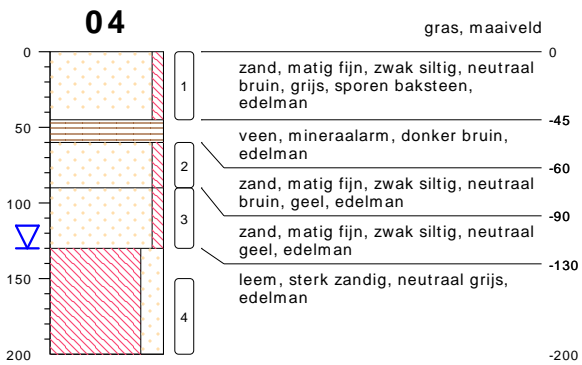 04
gras, maaiveld
0
0
zand, matig fijn, zwak siltig, neutraal
bruin, grijs, sporen baksteen,
edelman
1
-45
50
veen, mineraalarm, donker bruin,
edelman
-60
2
zand, matig fijn, zwak siltig, neutraal
bruin, geel, edelman
-90
100
3
zand, matig fijn, zwak siltig, neutraal
geel, edelman
-130
150
leem, sterk zandig, neutraal grijs,
edelman
4
200
-200